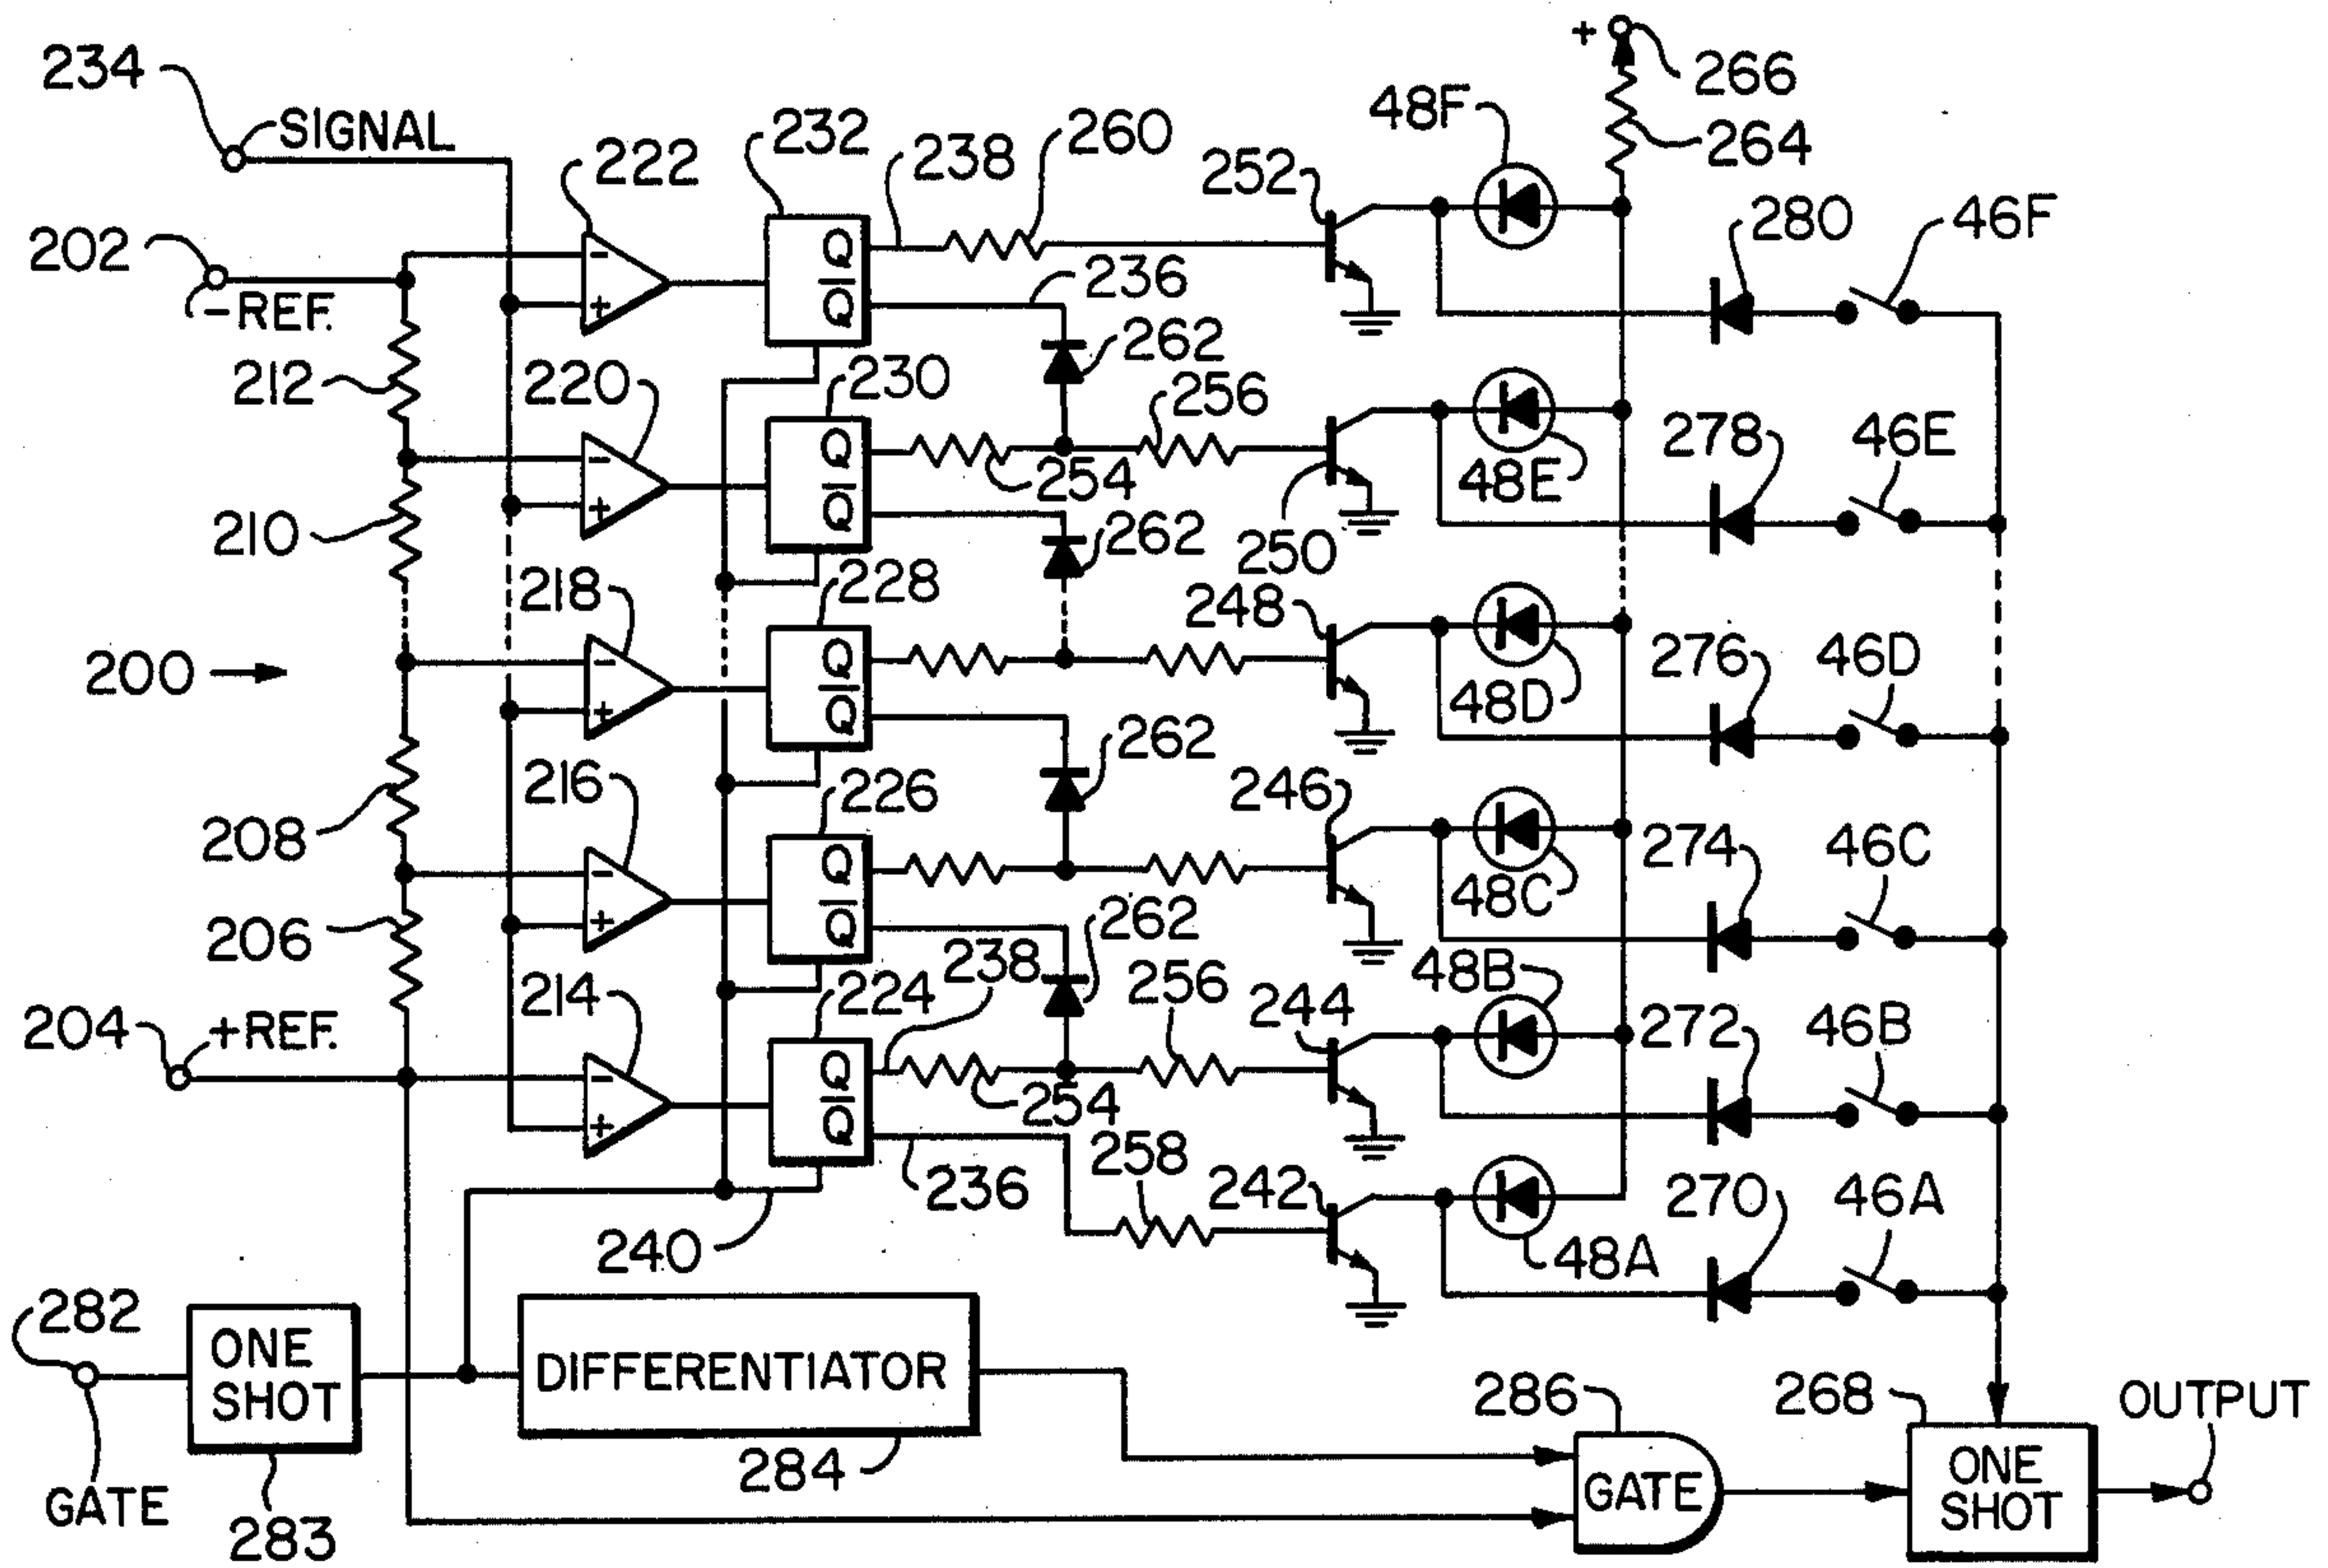 234
SIGNAL
222
232
238
260
252
48F
+
266
264
280
46F
202
-REF.
Q
Q
-
+
236
262
212
220
230
256
278
46E
-
+
Q
Q
254
48E
250
210
262
218
228
248
276
46D
200
-
+
Q
Q
48D
262
216
226
246
274
46C
208
-
+
Q
Q
48C
206
262
238
256
48B
214
224
244
272
46B
204
+REF.
-
+
Q
Q
254
236
258
242
270
46A
240
48A
282
ONE
SHOT
DIFFERENTIATOR
286
268
OUTPUT
GATE
283
284
GATE
ONE
SHOT